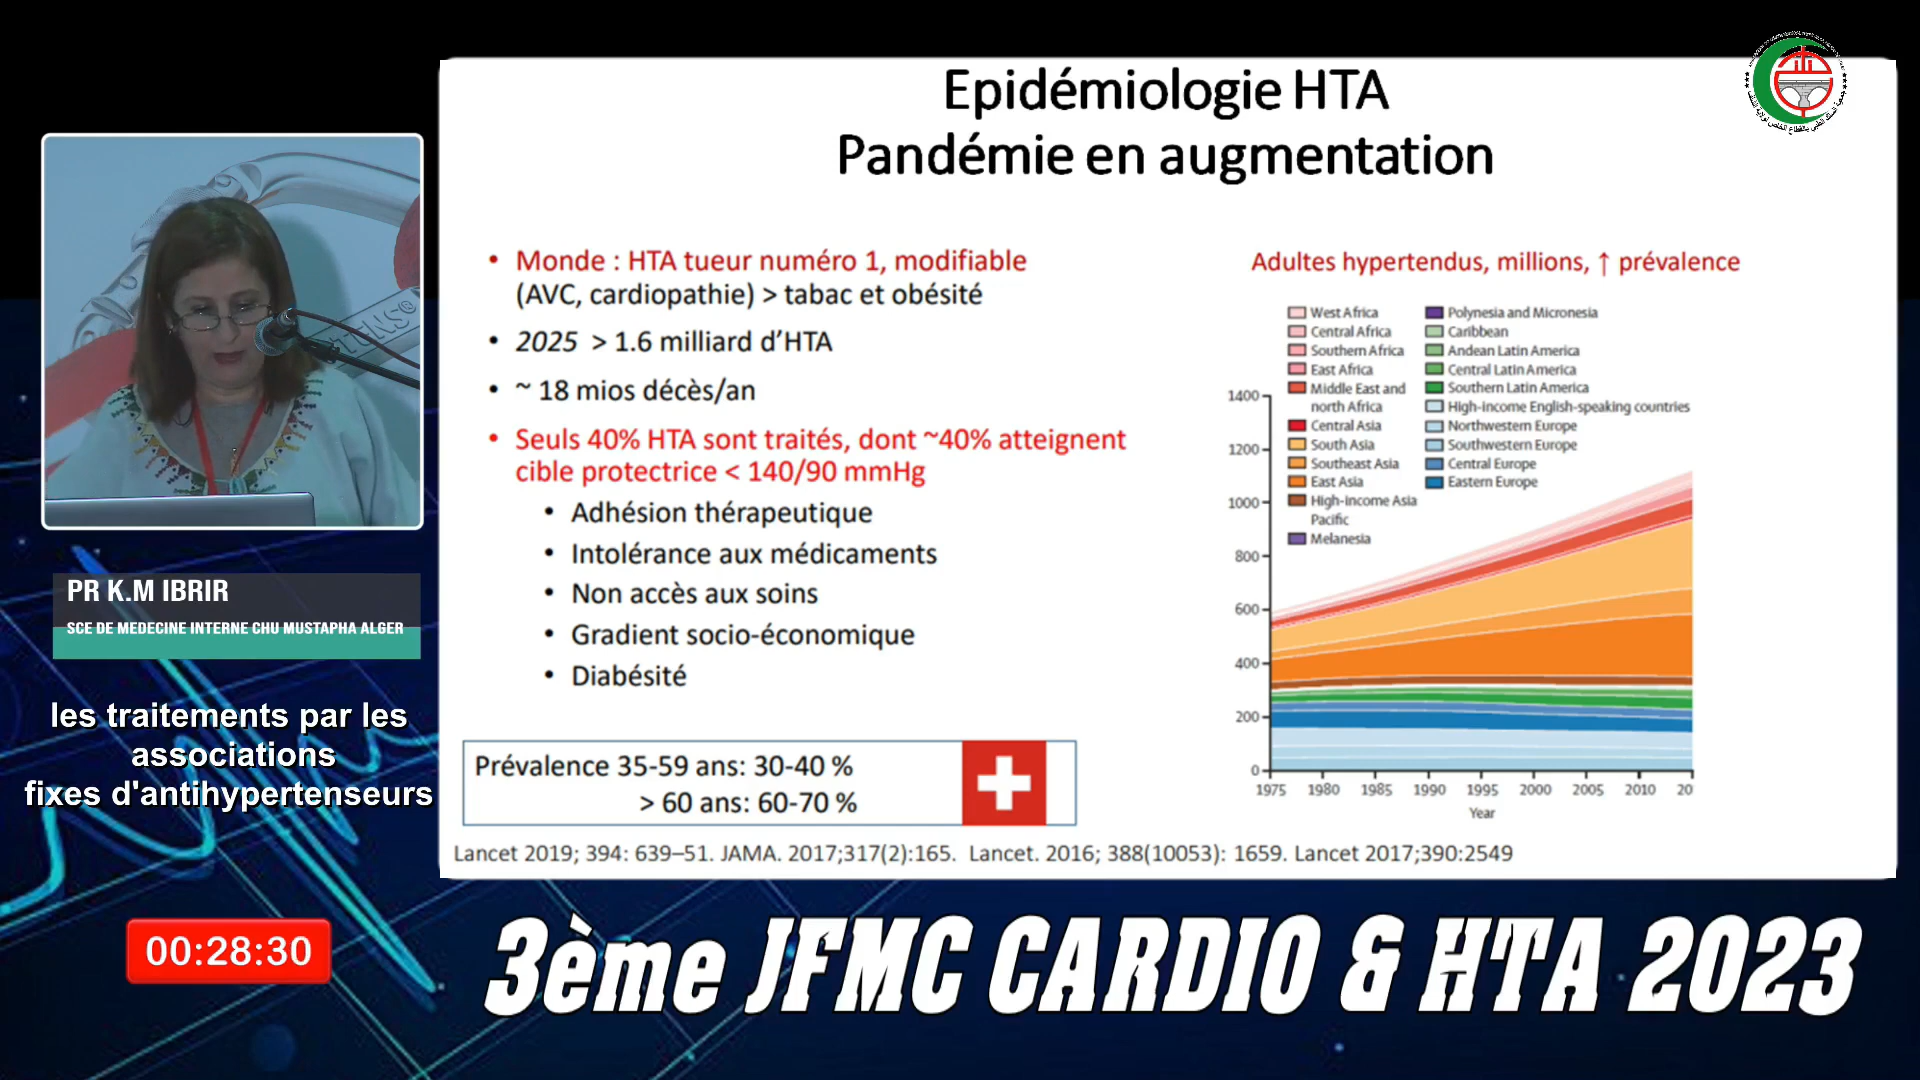 Epidémiologie HTA
Pandémie en augmentation
• Monde : HTA tueur numéro 1, modifiable
(AVC, cardiopathie) > tabac et obésité
• 2025 > 1.6 milliard d’HTA
• ~ 18 mios décès/an
• Seuls 40% HTA sont traités, dont ~40% atteignent
cible protectrice < 140/90 mmHg
• Adhésion thérapeutique
• Intolérance aux médicaments
• Non accès aux soins
• Gradient socio-économique
• Diabésité
Prévalence 35-59 ans: 30-40 %
> 60 ans: 60-70 %
Adultes hypertendus, millions, ↑ prévalence
West Africa
Central Africa
Southern Africa
East Africa
Middle East and
north Africa
Central Asia
South Asia
Southeast Asia
East Asia
High-income Asia
Pacific
Melanesia
Polynesia and Micronesia
Caribbean
Andean Latin America
Central Latin America
Southern Latin America
High-income English-speaking countries
Northwestern Europe
Southwestern Europe
Central Europe
Eastern Europe
1400
1200
1000
800
600
400
200
0
1975 1980 1985 1990 1995 2000 2005 2010 20
Year
Lancet 2019; 394: 639–51. JAMA. 2017;317(2):165. Lancet. 2016; 388(10053): 1659. Lancet 2017;390:2549
PR K.M IBRIR
SCE DE MEDECINE INTERNE CHU MUSTAPHA ALGER
les traitements par les
associations
fixes d'antihypertenseurs
00:28:30
3ème JFMC CARDIO & HTA 2023